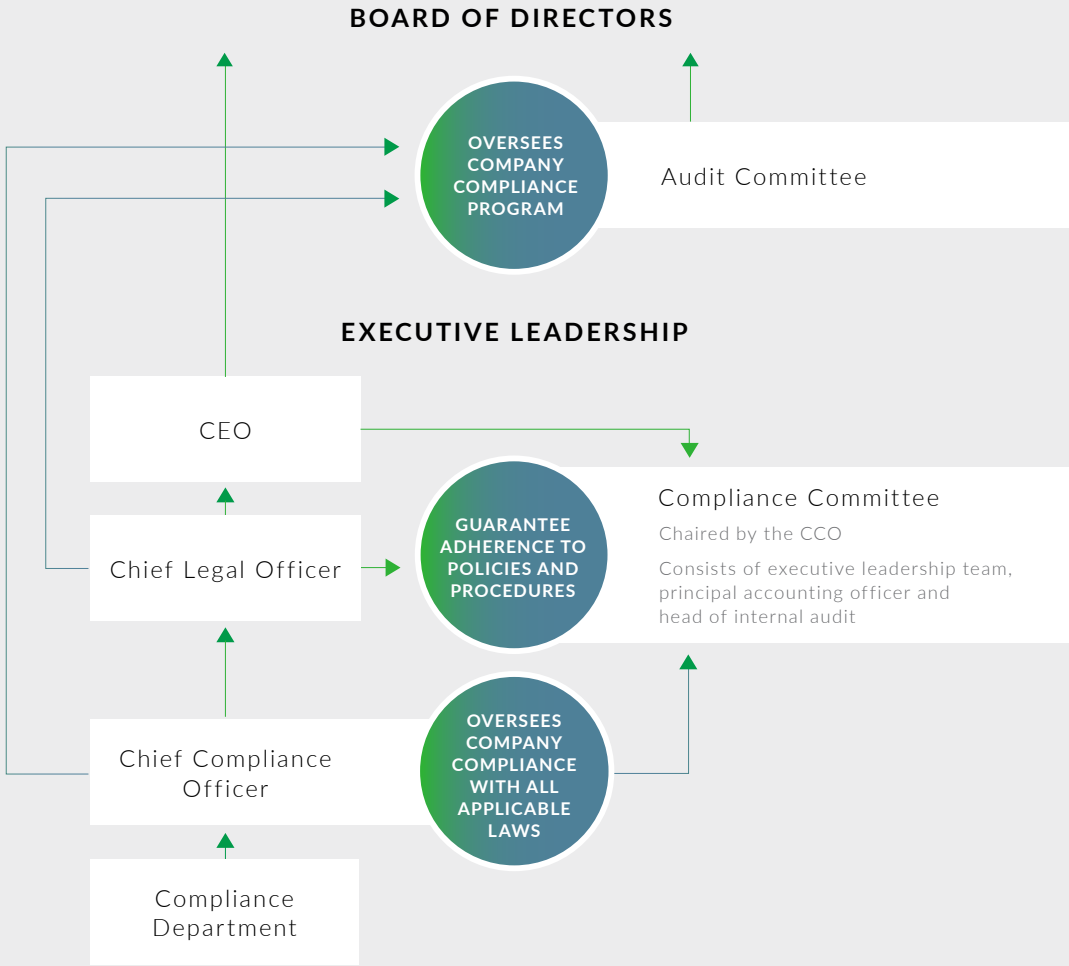 BOARD OF DIRECTORS
OVERSEES
COMPANY
COMPLIANCE
PROGRAM
Audit Committee
EXECUTIVE LEADERSHIP
CEO
Chief Legal Officer
GUARANTEE
ADHERENCE TO
POLICIES AND
PROCEDURES
Compliance Committee
Chaired by the CCO
Consists of executive leadership team,
principal accounting officer and
head of internal audit
Chief Compliance
Officer
OVERSEES
COMPANY
COMPLIANCE
WITH ALL
APPLICABLE
LAWS
Compliance
Department